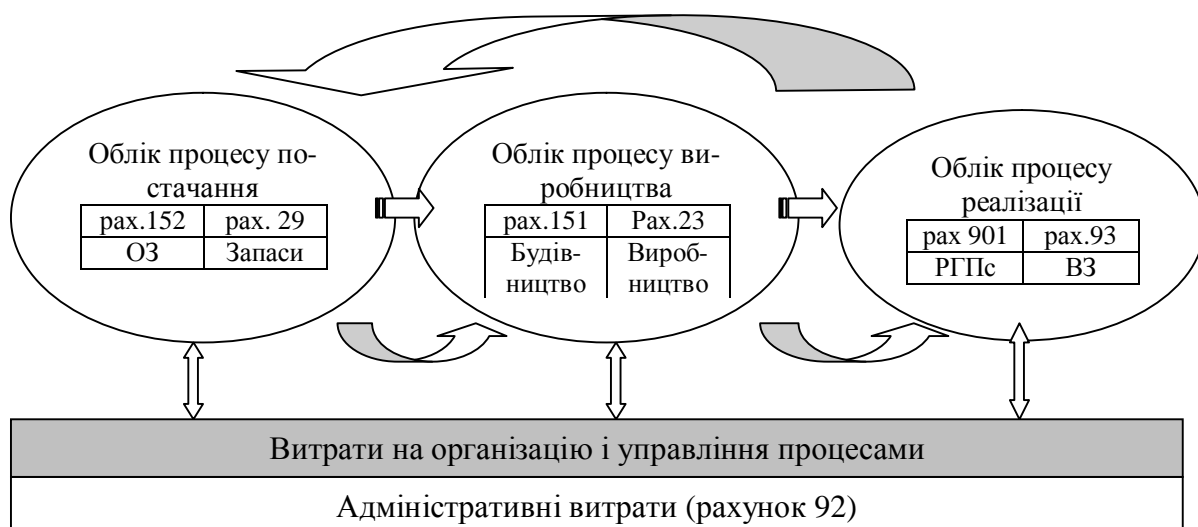 Облік процесу по-
стачання
рах.152 рах. 29
ОЗ Запаси
Облік процесу ви-
робництва
рах.151 Рах.23
Будів- Вироб-
ництво ництво
Облік процесу
реалізації
рах 901 рах.93
РГПс ВЗ
Витрати на організацію і управління процесами
Адміністративні витрати (рахунок 92)